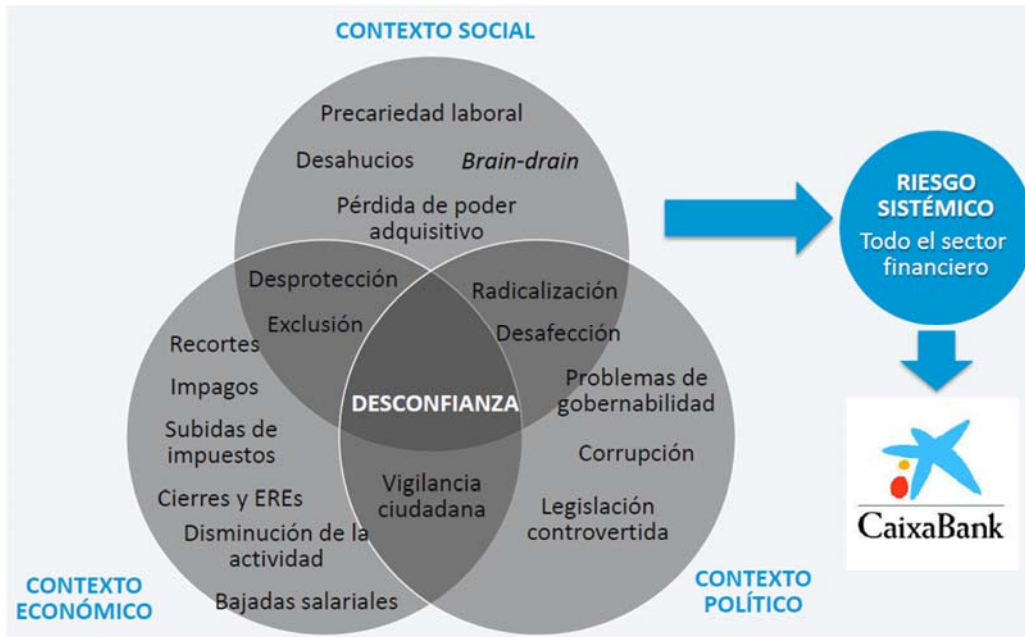 CONTEXTO SOCIAL
Precariedad laboral
Desahucios
Brain-drain
Pérdida de poder
adquisitivo
Desprotección
Exclusión
Radicalización
Desafección
RIESGO
SISTÉMICO
Todo el sector
financiero
Recortes
Impagos
Subidas de
impuestos
Cierres y EREs
Disminución de la
actividad
Bajadas salariales
DESCONFIANZA
Vigilancia
ciudadana
Problemas de
gobernabilidad
Corrupción
Legislación
controvertida
CaixaBank
CONTEXTO
ECONÓMICO
CONTEXTO
POLÍTICO